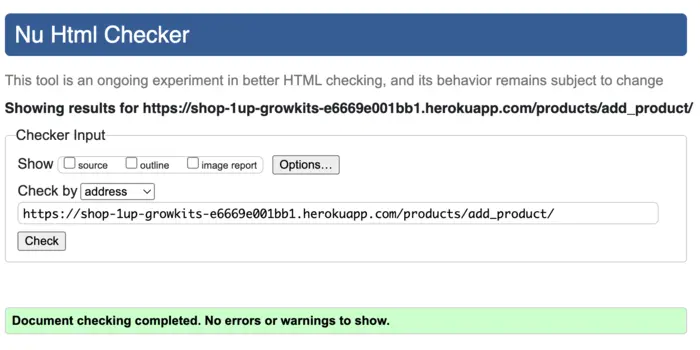 Nu Html Checker
This tool is an ongoing experiment in better HTML checking, and its behavior remains subject to change
Showing results for https://shop-1up-growkits-e6669e001bb1.herokuapp.com/products/add_product/
Checker Input
Show source outline image report Options...
Check by address
https://shop-1up-growkits-e6669e001bb1.herokuapp.com/products/add_product/
Check
Document checking completed. No errors or warnings to show.